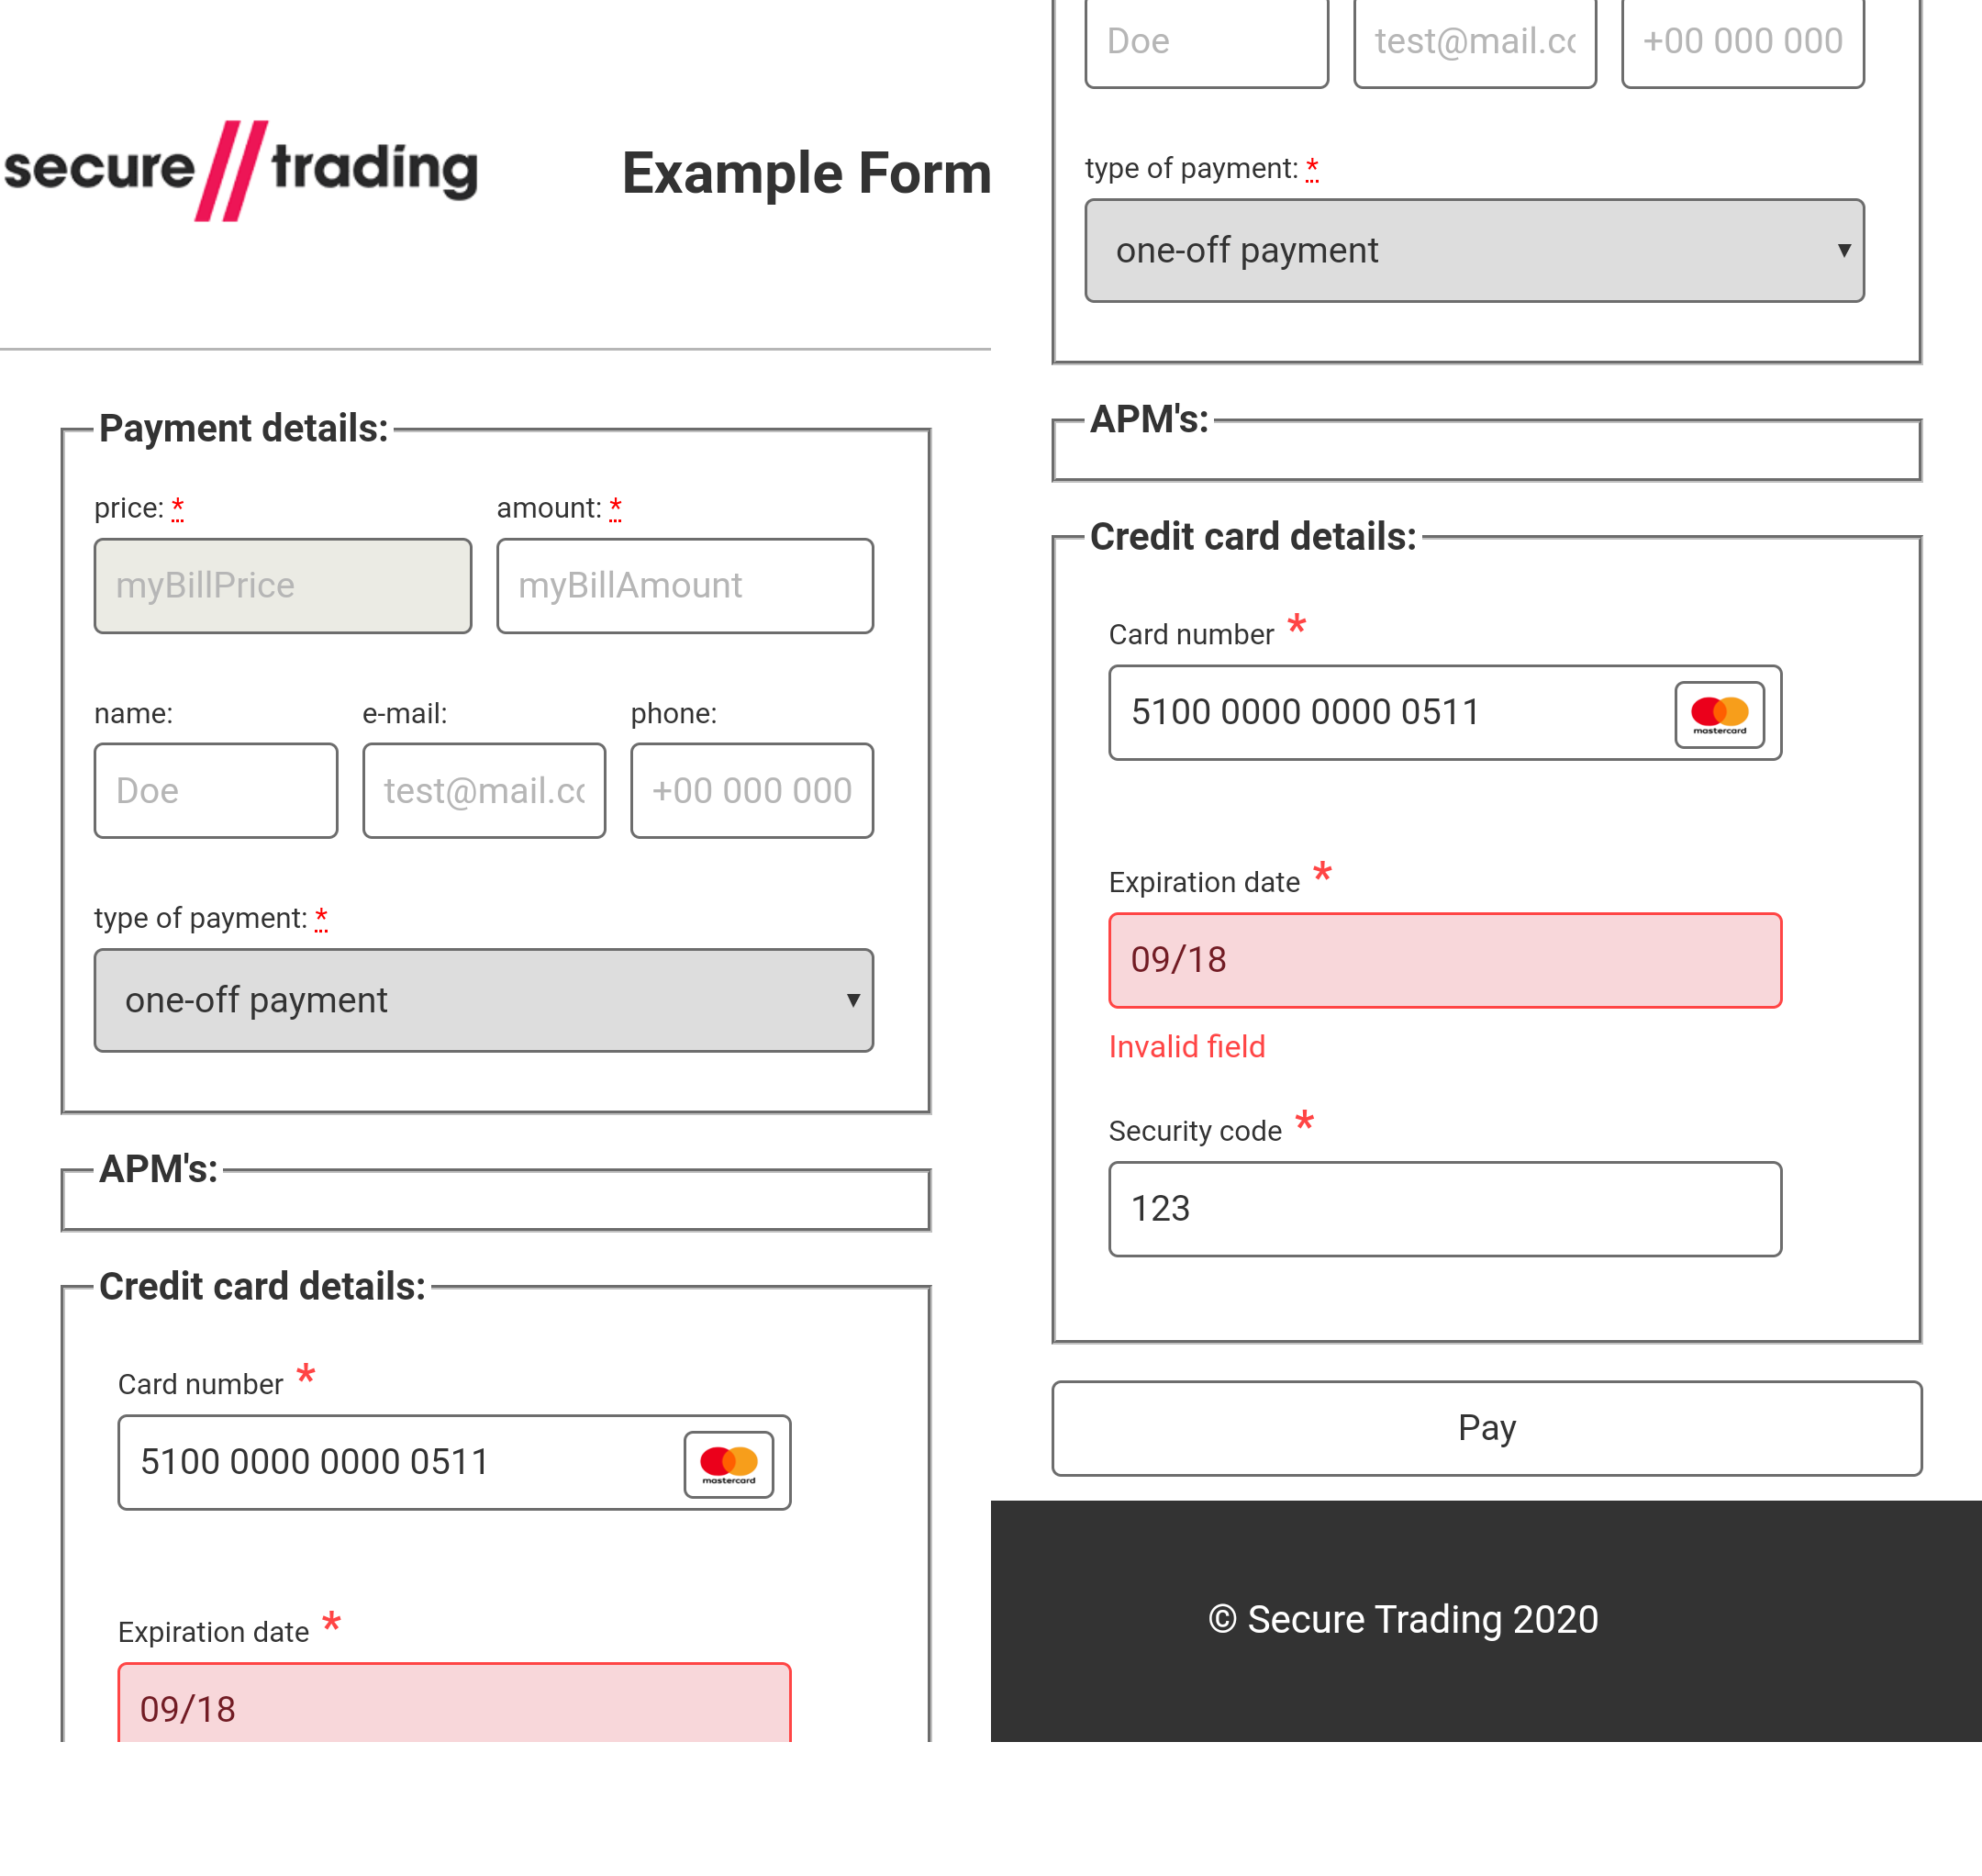 secure//trading
Example Form
Payment details:
price: * amount: *
myBillPrice myBillAmount
name: e-mail: phone:
Doe test@mail.co +00 000 000
type of payment: *
one-off payment
APM's:
Credit card details:
Card number *
5100 0000 0000 0511
mastercard
Expiration date *
09/18
Doe test@mail.co +00 000 000
type of payment: *
one-off payment
APM's:
Credit card details:
Card number *
5100 0000 0000 0511
mastercard
Expiration date *
09/18
Invalid field
Security code *
123
Pay
© Secure Trading 2020